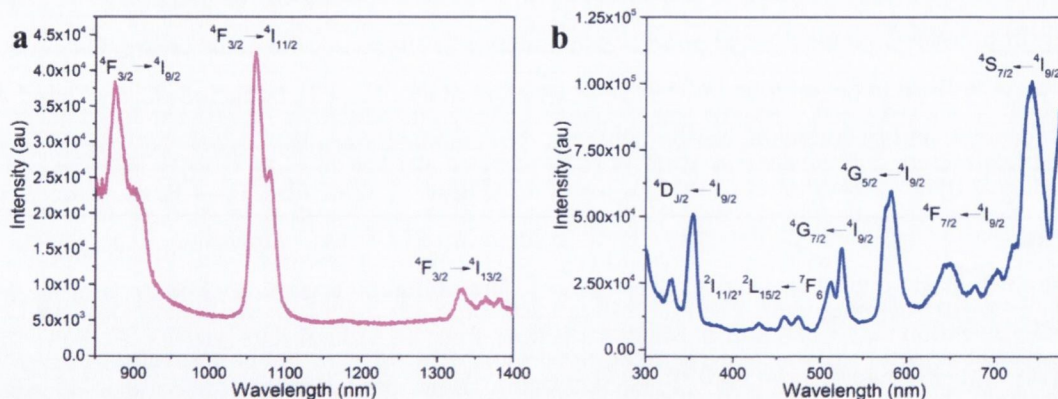 a
⁴F₃/₂→⁴I₉/₂
⁴F₃/₂→⁴I₁₁/₂
⁴F₃/₂→⁴I₁₃/₂
Intensity (au)
4.5x10⁴
4.0x10⁴
3.5x10⁴
3.0x10⁴
2.5x10⁴
2.0x10⁴
1.5x10⁴
1.0x10⁴
5.0x10³
0.0
900 1000 1100 1200 1300 1400
Wavelength (nm)
b
⁴D_J/₂←⁴I₉/₂
²I₁₁/₂, ²L₁₅/₂←⁷F₆
⁴G₇/₂←⁴I₉/₂
⁴G₅/₂←⁴I₉/₂
⁴F₇/₂←⁴I₉/₂
⁴S₇/₂←⁴I₉/₂
Intensity (au)
1.25x10⁵
1.00x10⁵
7.50x10⁴
5.00x10⁴
2.50x10⁴
0.00
300 400 500 600 700
Wavelength (nm)